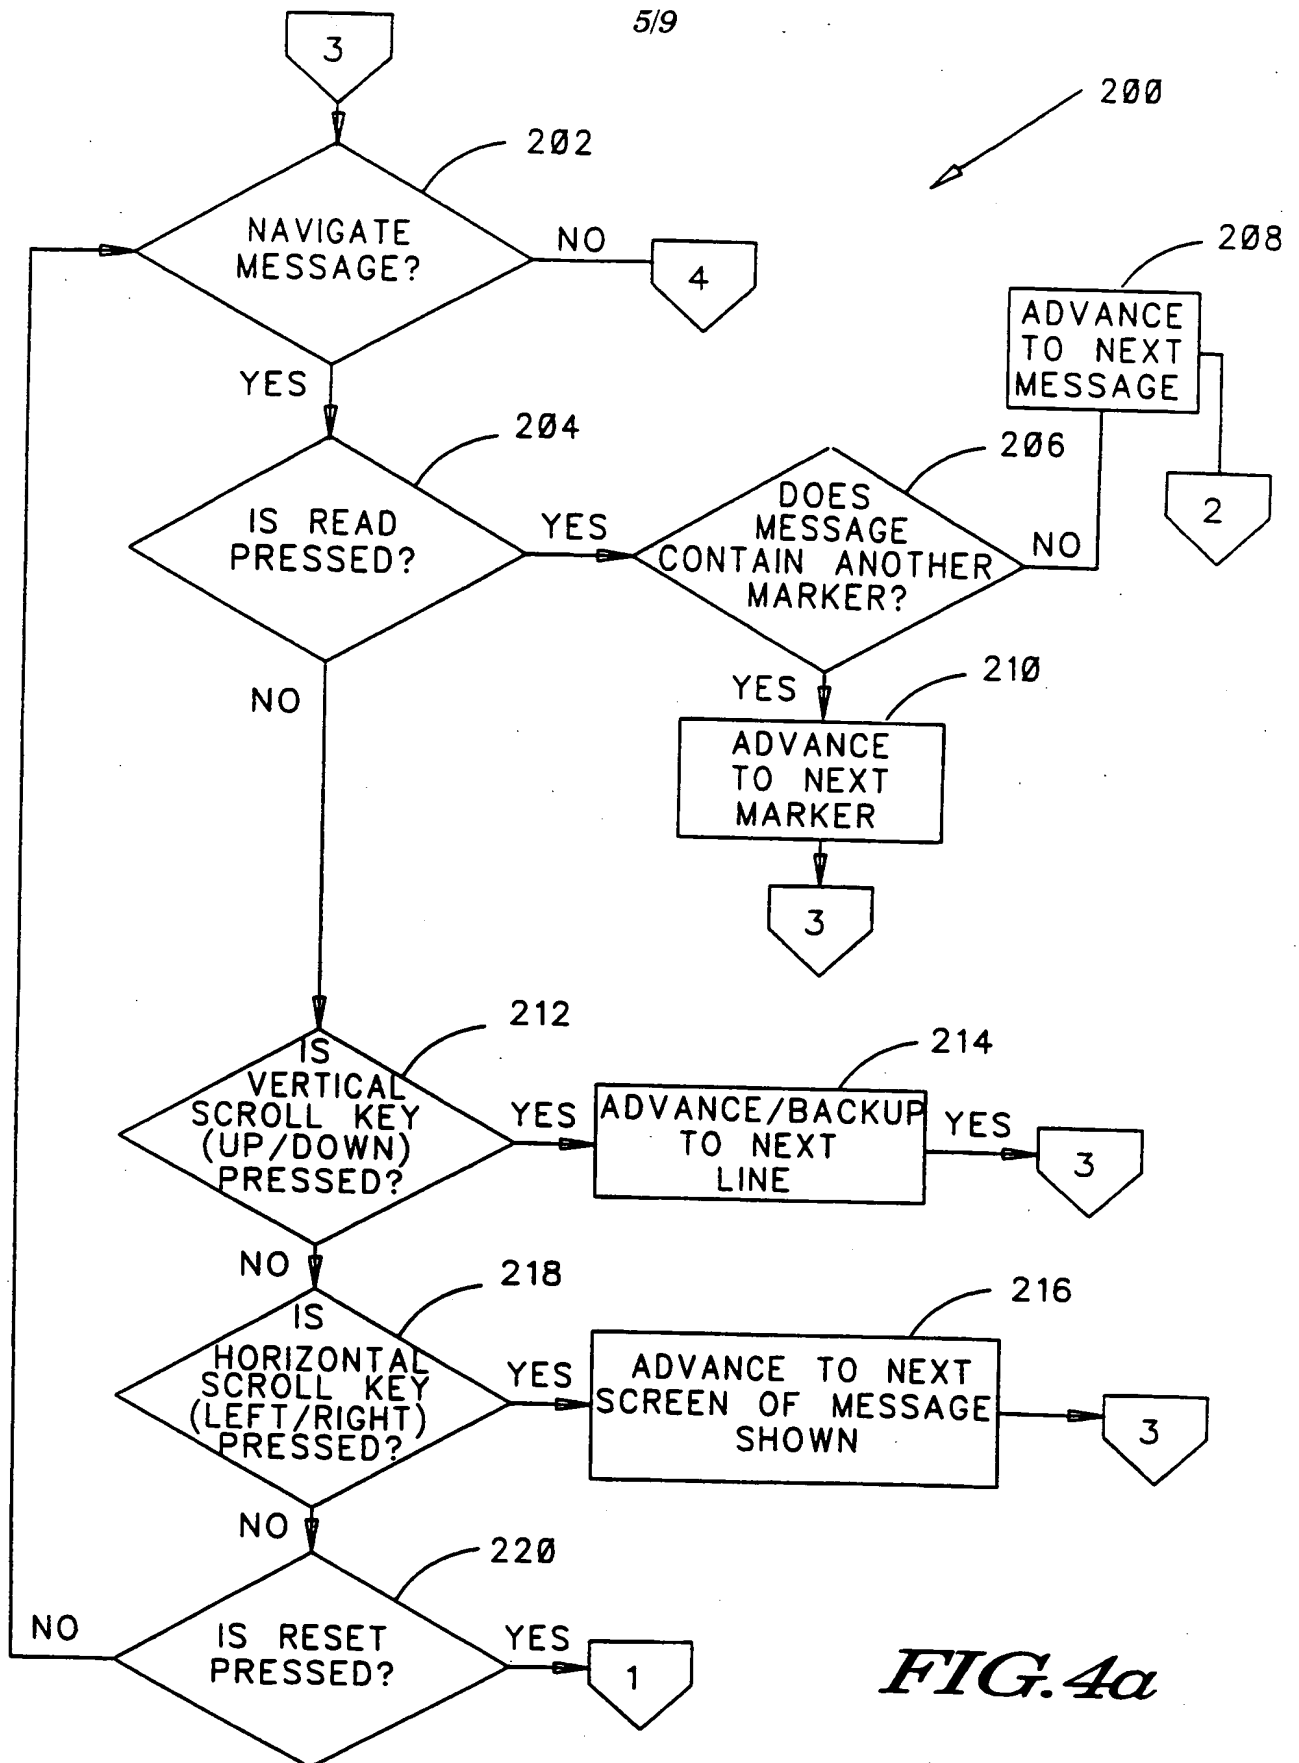 5/9
3
200
202
NAVIGATE
MESSAGE?
NO
4
208
ADVANCE
TO NEXT
MESSAGE
YES
204
IS READ
PRESSED?
YES
206
DOES
MESSAGE
CONTAIN ANOTHER
MARKER?
NO
2
NO
YES
210
ADVANCE
TO NEXT
MARKER
3
212
IS
VERTICAL
SCROLL KEY
(UP/DOWN)
PRESSED?
YES
214
ADVANCE/BACKUP
TO NEXT
LINE
YES
3
NO
218
IS
HORIZONTAL
SCROLL KEY
(LEFT/RIGHT)
PRESSED?
YES
216
ADVANCE TO NEXT
SCREEN OF MESSAGE
SHOWN
3
NO
220
NO
IS RESET
PRESSED?
YES
1
FIG.4a